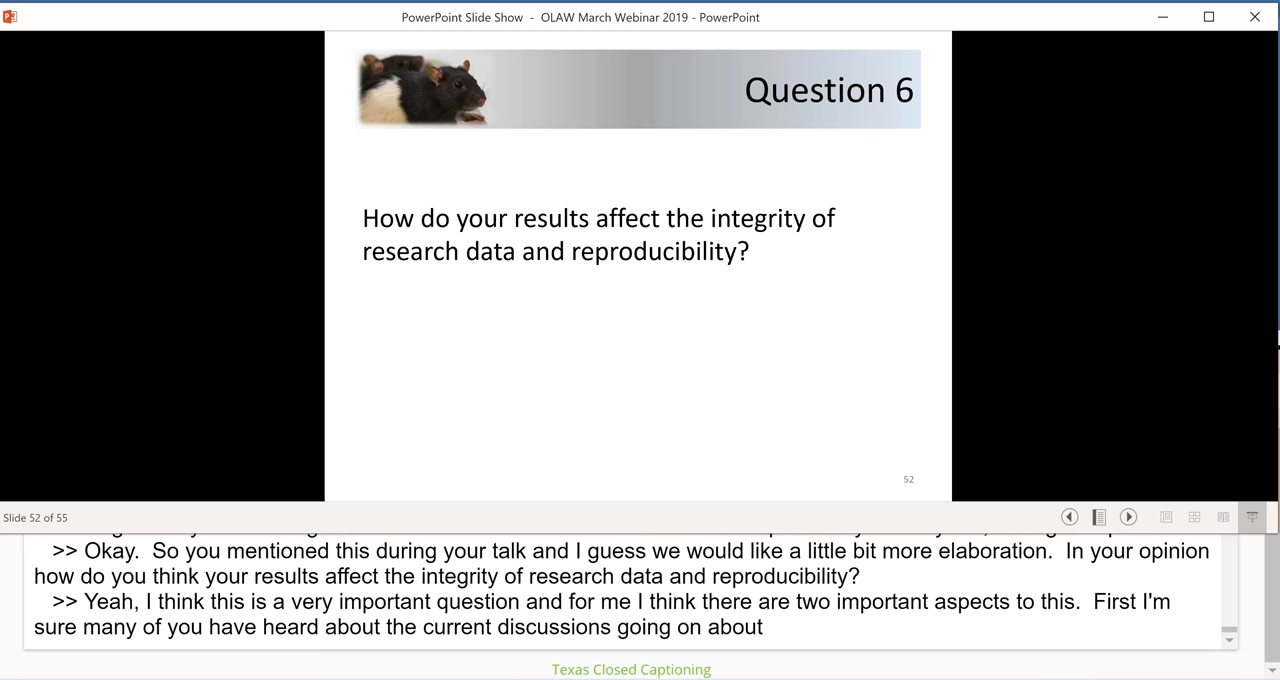 PowerPoint Slide Show - OLAW March Webinar 2019 - PowerPoint
Question 6
How do your results affect the integrity of
research data and reproducibility?
52
Slide 52 of 55
>> Okay.  So you mentioned this during your talk and I guess we would like a little bit more elaboration.  In your opinion
how do you think your results affect the integrity of research data and reproducibility?
>> Yeah, I think this is a very important question and for me I think there are two important aspects to this.  First I'm
sure many of you have heard about the current discussions going on about
Texas Closed Captioning